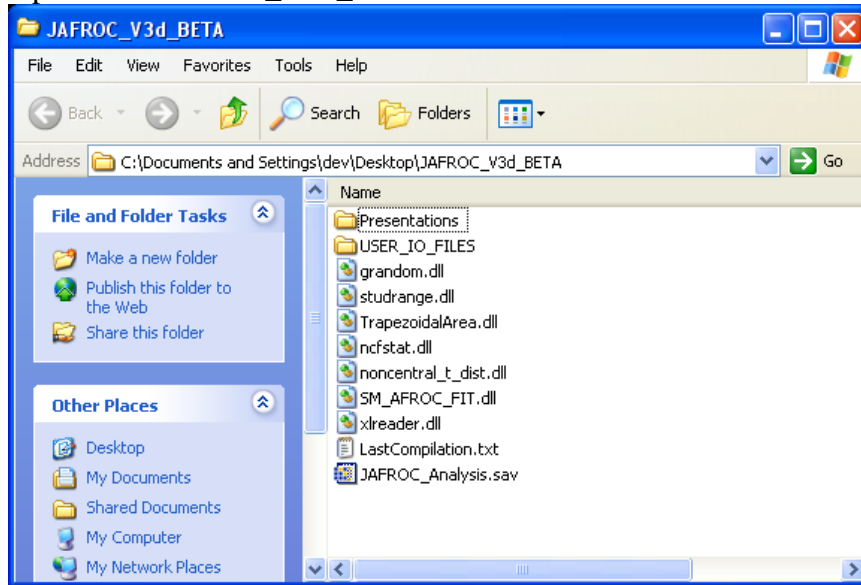 JAFROC_V3d_BETA
File Edit View Favorites Tools Help
Back Search Folders
Address C:\Documents and Settings\dev\Desktop\JAFROC_V3d_BETA Go
File and Folder Tasks
Make a new folder
Publish this folder to
the Web
Share this folder
Other Places
Desktop
My Documents
Shared Documents
My Computer
My Network Places
Name
Presentations
USER_IO_FILES
grandom.dll
studrange.dll
TrapezoidalArea.dll
ncfstat.dll
noncentral_t_dist.dll
SM_AFROC_FIT.dll
xlreader.dll
LastCompilation.txt
JAFROC_Analysis.sav